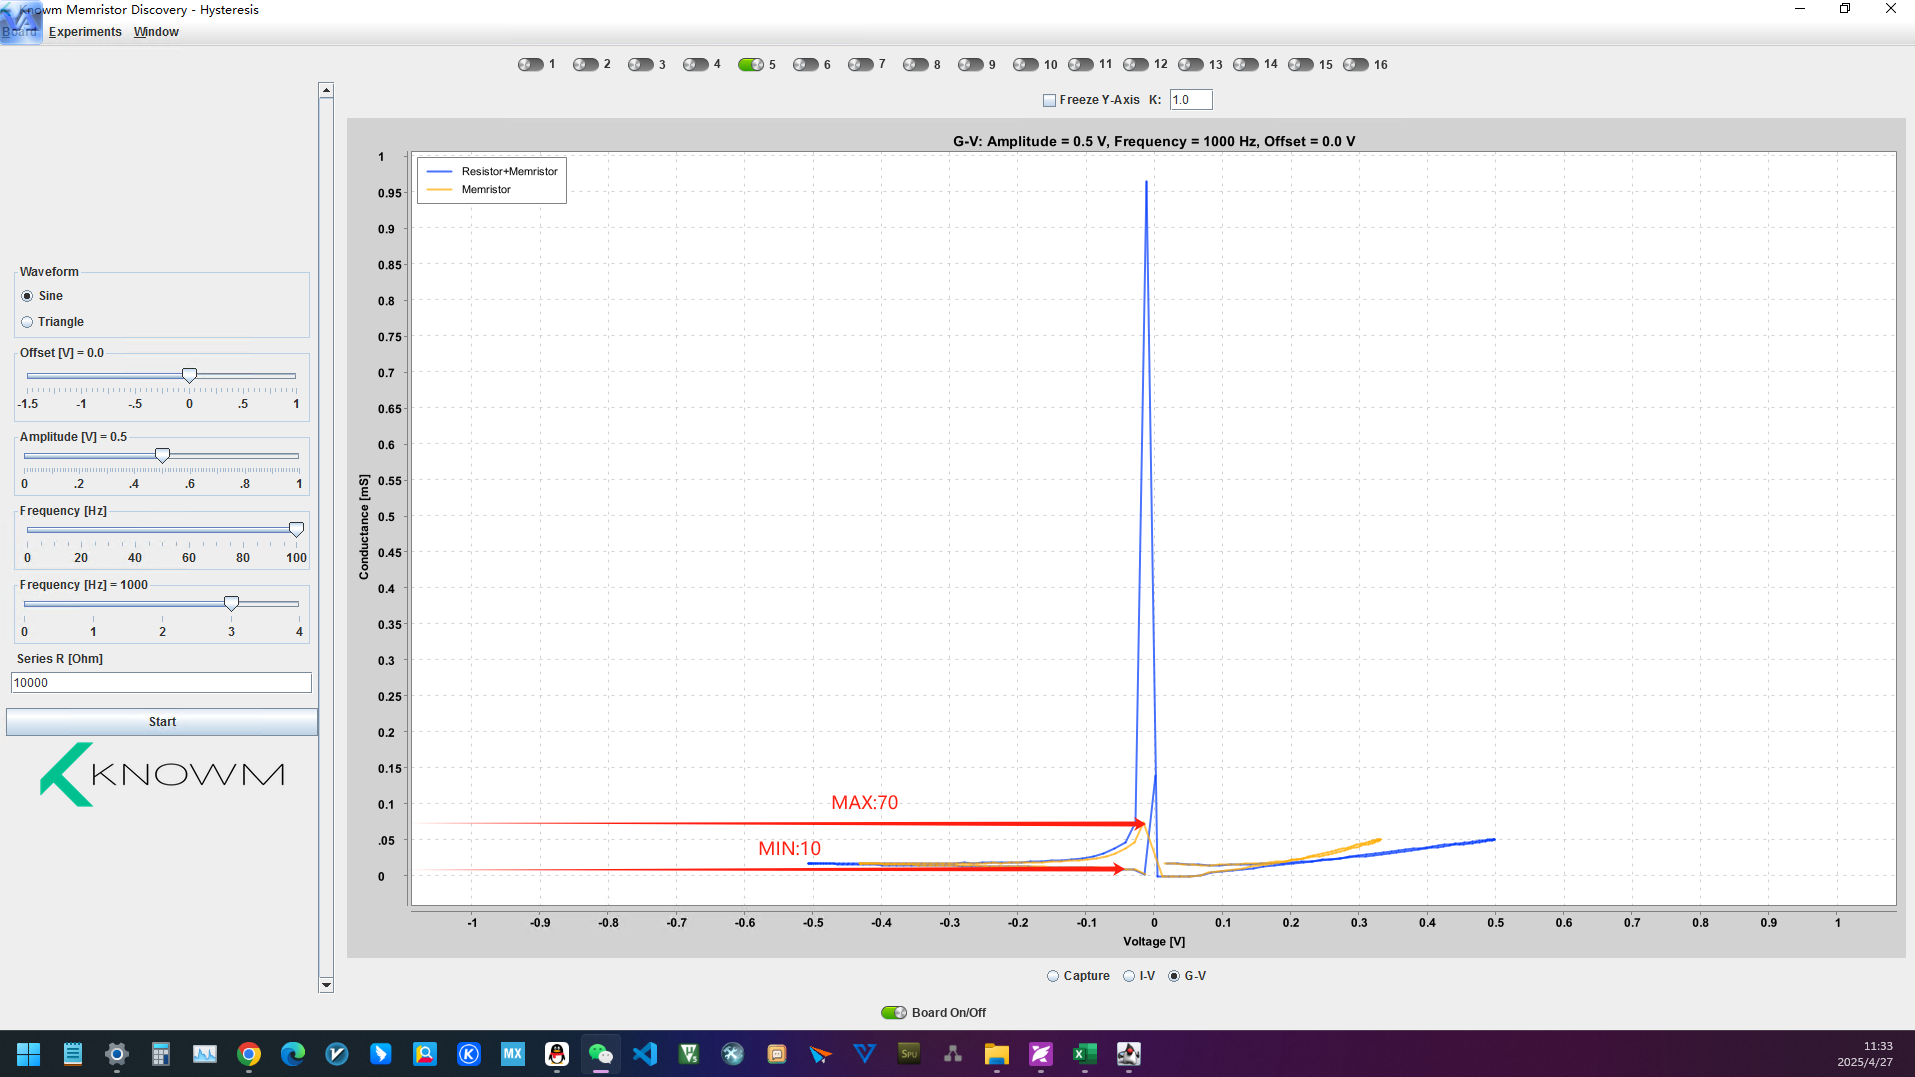 Knowm Memristor Discovery - Hysteresis
Board Experiments Window
1 2 3 4 5 6 7 8 9 10 11 12 13 14 15 16
Freeze Y-Axis K: 1.0
G-V: Amplitude = 0.5 V, Frequency = 1000 Hz, Offset = 0.0 V
Resistor+Memristor
Memristor
1
0.95
0.9
0.85
0.8
0.75
0.7
0.65
0.6
0.55
0.5
0.45
0.4
0.35
0.3
0.25
0.2
0.15
0.1
.05
0
Conductance [mS]
MAX:70
MIN:10
-1 -0.9 -0.8 -0.7 -0.6 -0.5 -0.4 -0.3 -0.2 -0.1 0 0.1 0.2 0.3 0.4 0.5 0.6 0.7 0.8 0.9 1
Voltage [V]
Waveform
Sine
Triangle
Offset [V] = 0.0
-1.5 -1 -.5 0 .5 1
Amplitude [V] = 0.5
0 .2 .4 .6 .8 1
Frequency [Hz]
0 20 40 60 80 100
Frequency [Hz] = 1000
0 1 2 3 4
Series R [Ohm]
10000
Start
KNOWM
Capture I-V G-V
Board On/Off
MX
Spu
11:33
2025/4/27